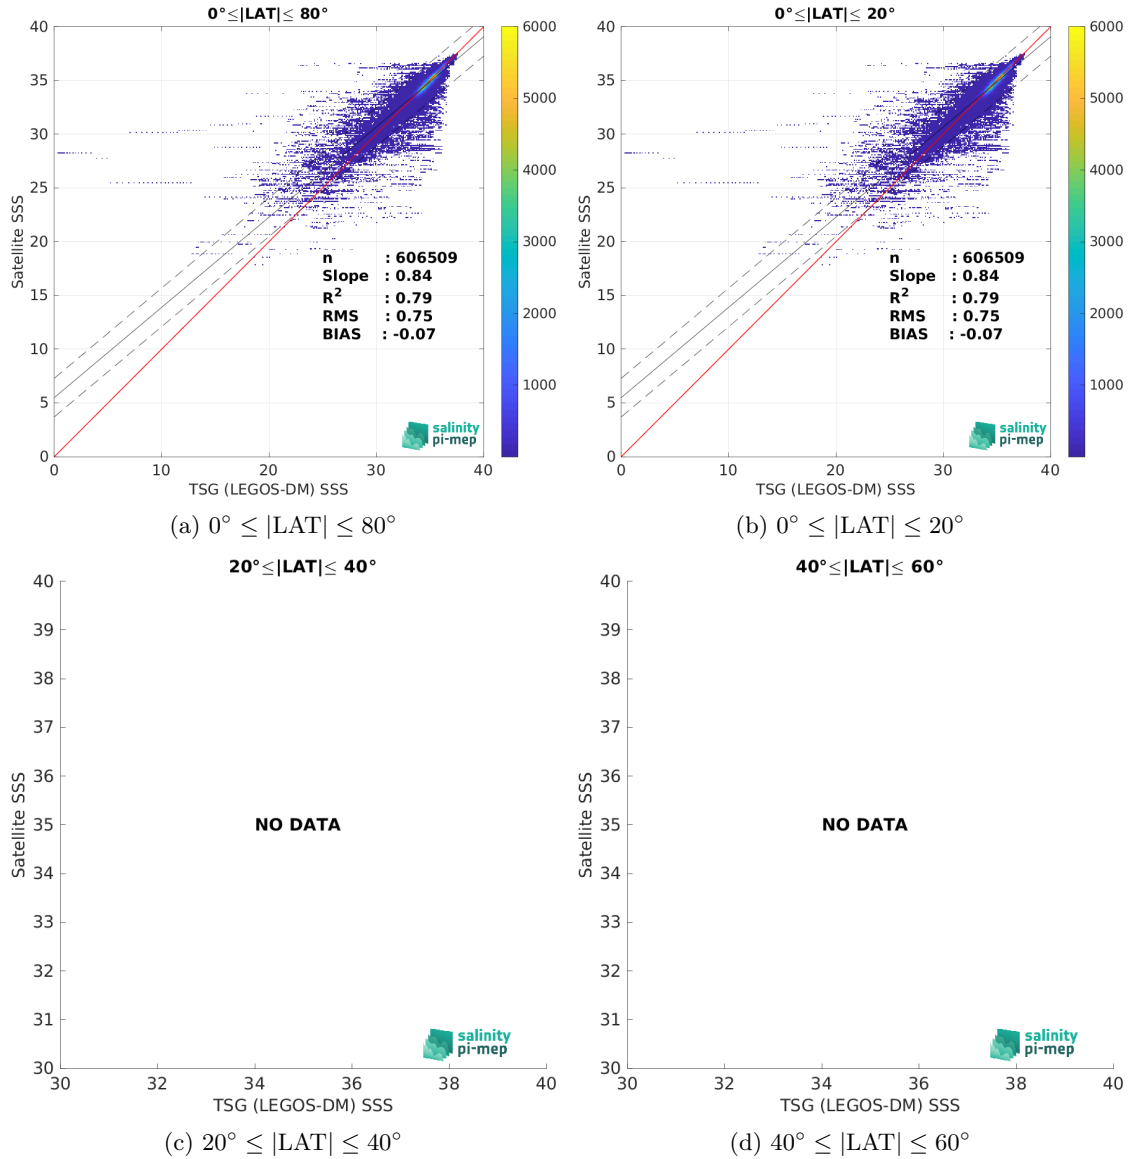 0°≤|LAT|≤ 80°
40
35
30
25
20
15
10
5
0
0
10
20
30
40
Satellite SSS
TSG (LEGOS-DM) SSS
n : 606509
Slope : 0.84
R² : 0.79
RMS : 0.75
BIAS : -0.07
6000
5000
4000
3000
2000
1000
salinity
pi-mep
(a) 0° ≤ |LAT| ≤ 80°
0°≤|LAT|≤ 20°
40
35
30
25
20
15
10
5
0
0
10
20
30
40
Satellite SSS
TSG (LEGOS-DM) SSS
n : 606509
Slope : 0.84
R² : 0.79
RMS : 0.75
BIAS : -0.07
6000
5000
4000
3000
2000
1000
salinity
pi-mep
(b) 0° ≤ |LAT| ≤ 20°
20°≤|LAT|≤ 40°
40
39
38
37
36
35
34
33
32
31
30
30
32
34
36
38
40
Satellite SSS
NO DATA
salinity
pi-mep
TSG (LEGOS-DM) SSS
(c) 20° ≤ |LAT| ≤ 40°
40°≤|LAT|≤ 60°
40
39
38
37
36
35
34
33
32
31
30
30
32
34
36
38
40
Satellite SSS
NO DATA
salinity
pi-mep
TSG (LEGOS-DM) SSS
(d) 40° ≤ |LAT| ≤ 60°